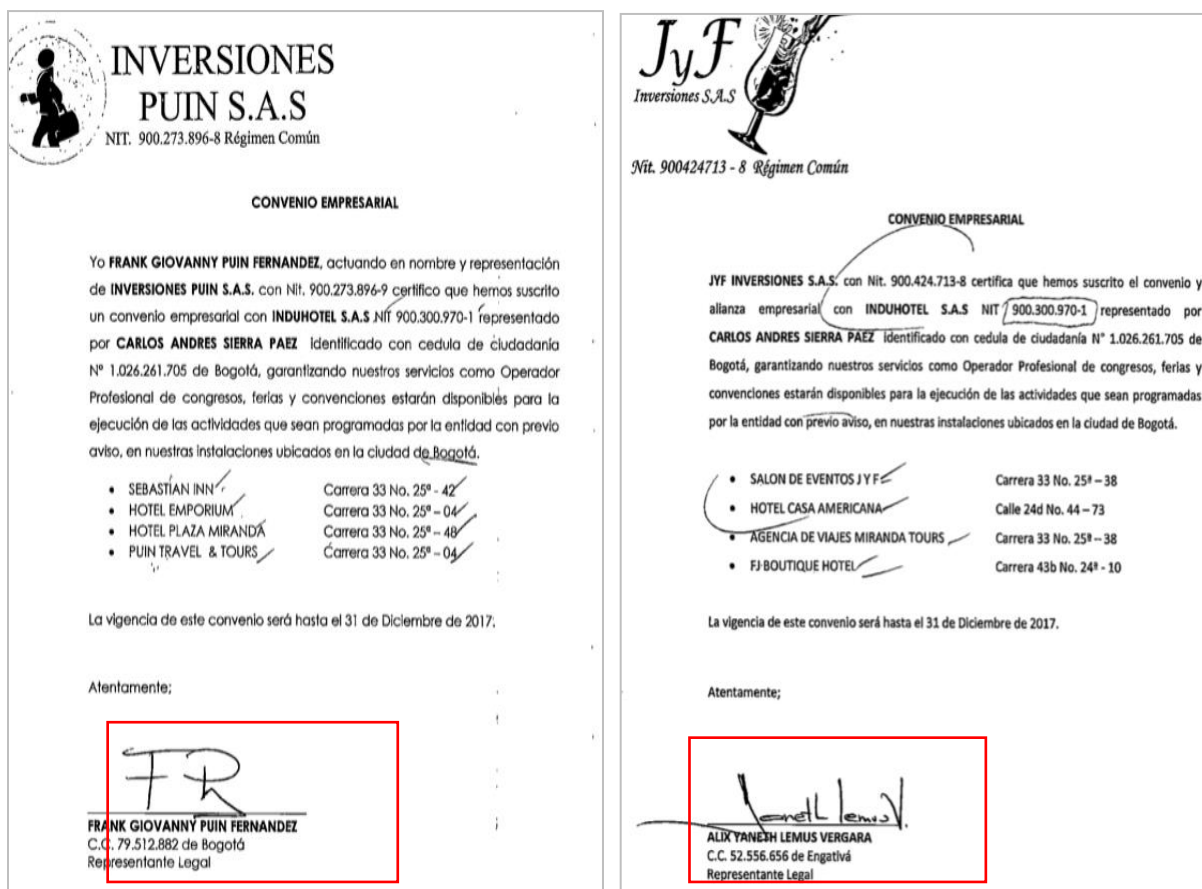 INVERSIONES
PUIN S.A.S
NIT. 900.273.896-8 Régimen Común
CONVENIO EMPRESARIAL
Yo FRANK GIOVANNY PUIN FERNANDEZ, actuando en nombre y representación
de INVERSIONES PUIN S.A.S. con Nit. 900.273.896-9 certifico que hemos suscrito
un convenio empresarial con INDUHOTEL S.A.S NIT 900.300.970-1 representado
por CARLOS ANDRES SIERRA PAEZ Identificado con cedula de ciudadanía
Nº 1.026.261.705 de Bogotá, garantizando nuestros servicios como Operador
Profesional de congresos, ferias y convenciones estarán disponibles para la
ejecución de las actividades que sean programadas por la entidad con previo
aviso, en nuestras instalaciones ubicados en la ciudad de Bogotá.
• SEBASTIAN INN Carrera 33 No. 25ª - 42
• HOTEL EMPORIUM Carrera 33 No. 25ª – 04
• HOTEL PLAZA MIRANDA Carrera 33 No. 25ª – 48
• PUIN TRAVEL & TOURS Carrera 33 No. 25ª – 04
La vigencia de este convenio será hasta el 31 de Diciembre de 2017.
Atentamente;
FR
FRANK GIOVANNY PUIN FERNANDEZ
C.C. 79.512.882 de Bogotá
Representante Legal
JyF
Inversiones S.A.S
Nit. 900424713 - 8 Régimen Común
CONVENIO EMPRESARIAL
JYF INVERSIONES S.A.S. con Nit. 900.424.713-8 certifica que hemos suscrito el convenio y
alianza empresarial con INDUHOTEL S.A.S NIT 900.300.970-1 representado por
CARLOS ANDRES SIERRA PAEZ Identificado con cedula de ciudadanía N° 1.026.261.705 de
Bogotá, garantizando nuestros servicios como Operador Profesional de congresos, ferias y
convenciones estarán disponibles para la ejecución de las actividades que sean programadas
por la entidad con previo aviso, en nuestras instalaciones ubicados en la ciudad de Bogotá.
• SALON DE EVENTOS J Y F Carrera 33 No. 25ª – 38
• HOTEL CASA AMERICANA Calle 24d No. 44 – 73
• AGENCIA DE VIAJES MIRANDA TOURS Carrera 33 No. 25ª – 38
• FJ BOUTIQUE HOTEL Carrera 43b No. 24ª - 10
La vigencia de este convenio será hasta el 31 de Diciembre de 2017.
Atentamente;
Yaneth Lemus V.
ALIX YANETH LEMUS VERGARA
C.C. 52.556.656 de Engativá
Representante Legal